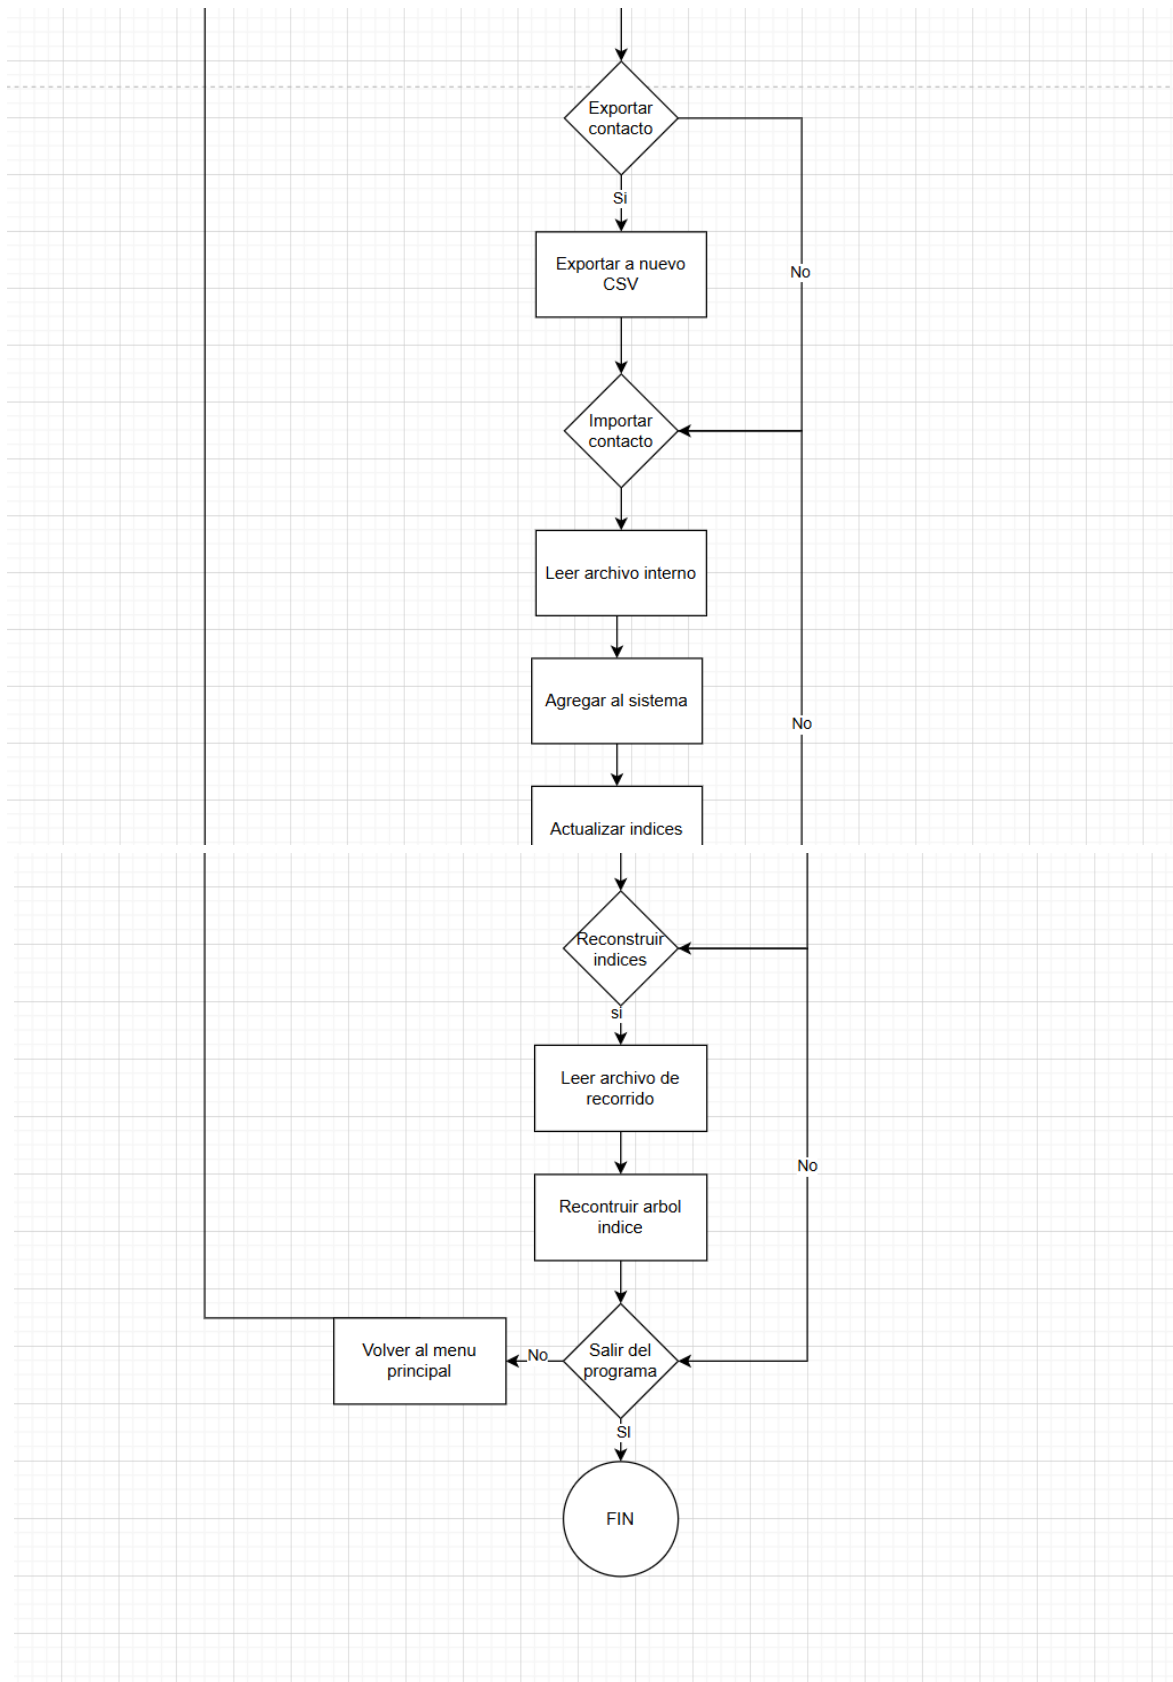 Exportar
contacto
Si
Exportar a nuevo
CSV
No
Importar
contacto
Leer archivo interno
Agregar al sistema
No
Actualizar indices
Reconstruir
indices
si
Leer archivo de
recorrido
No
Recontruir arbol
indice
Volver al menu
principal
No
Salir del
programa
SI
FIN